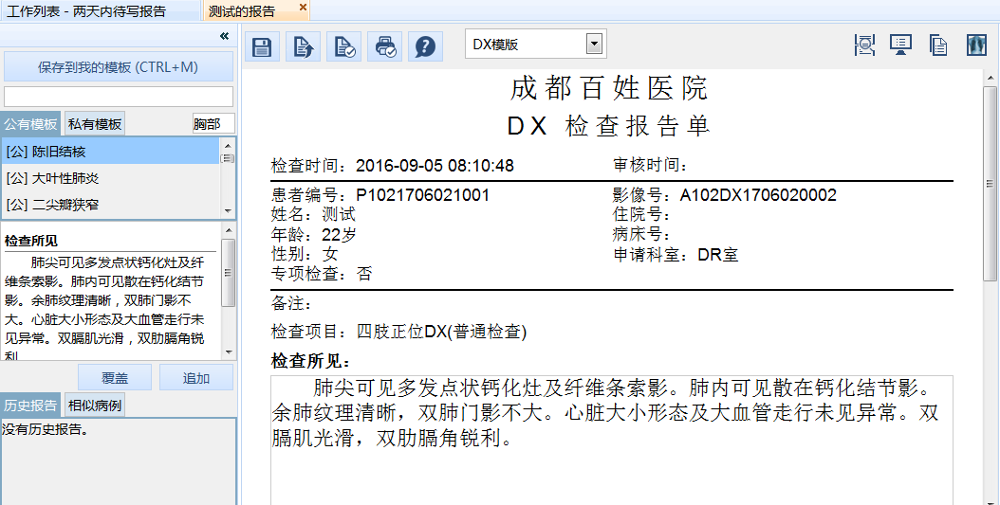 工作列表 - 两天内待写报告
测试的报告
保存到我的模板 (CTRL+M)
公有模板
私有模板
胸部
[公] 陈旧结核
[公] 大叶性肺炎
[公] 二尖瓣狭窄
检查所见
肺尖可见多发点状钙化灶及纤
维条索影。肺内可见散在钙化结节
影。余肺纹理清晰，双肺门影不
大。心脏大小形态及大血管走行未
见异常。双膈肌光滑，双肋膈角锐
利
覆盖
追加
历史报告
相似病例
没有历史报告。
DX模版
成都百姓医院
DX 检查报告单
检查时间：2016-09-05 08:10:48
审核时间：
患者编号：P1021706021001
影像号：A102DX1706020002
姓名：测试
住院号：
年龄：22岁
病床号：
性别：女
申请科室：DR室
专项检查：否
备注：
检查项目：四肢正位DX(普通检查)
检查所见：
肺尖可见多发点状钙化灶及纤维条索影。肺内可见散在钙化结节影。
余肺纹理清晰，双肺门影不大。心脏大小形态及大血管走行未见异常。双
膈肌光滑，双肋膈角锐利。